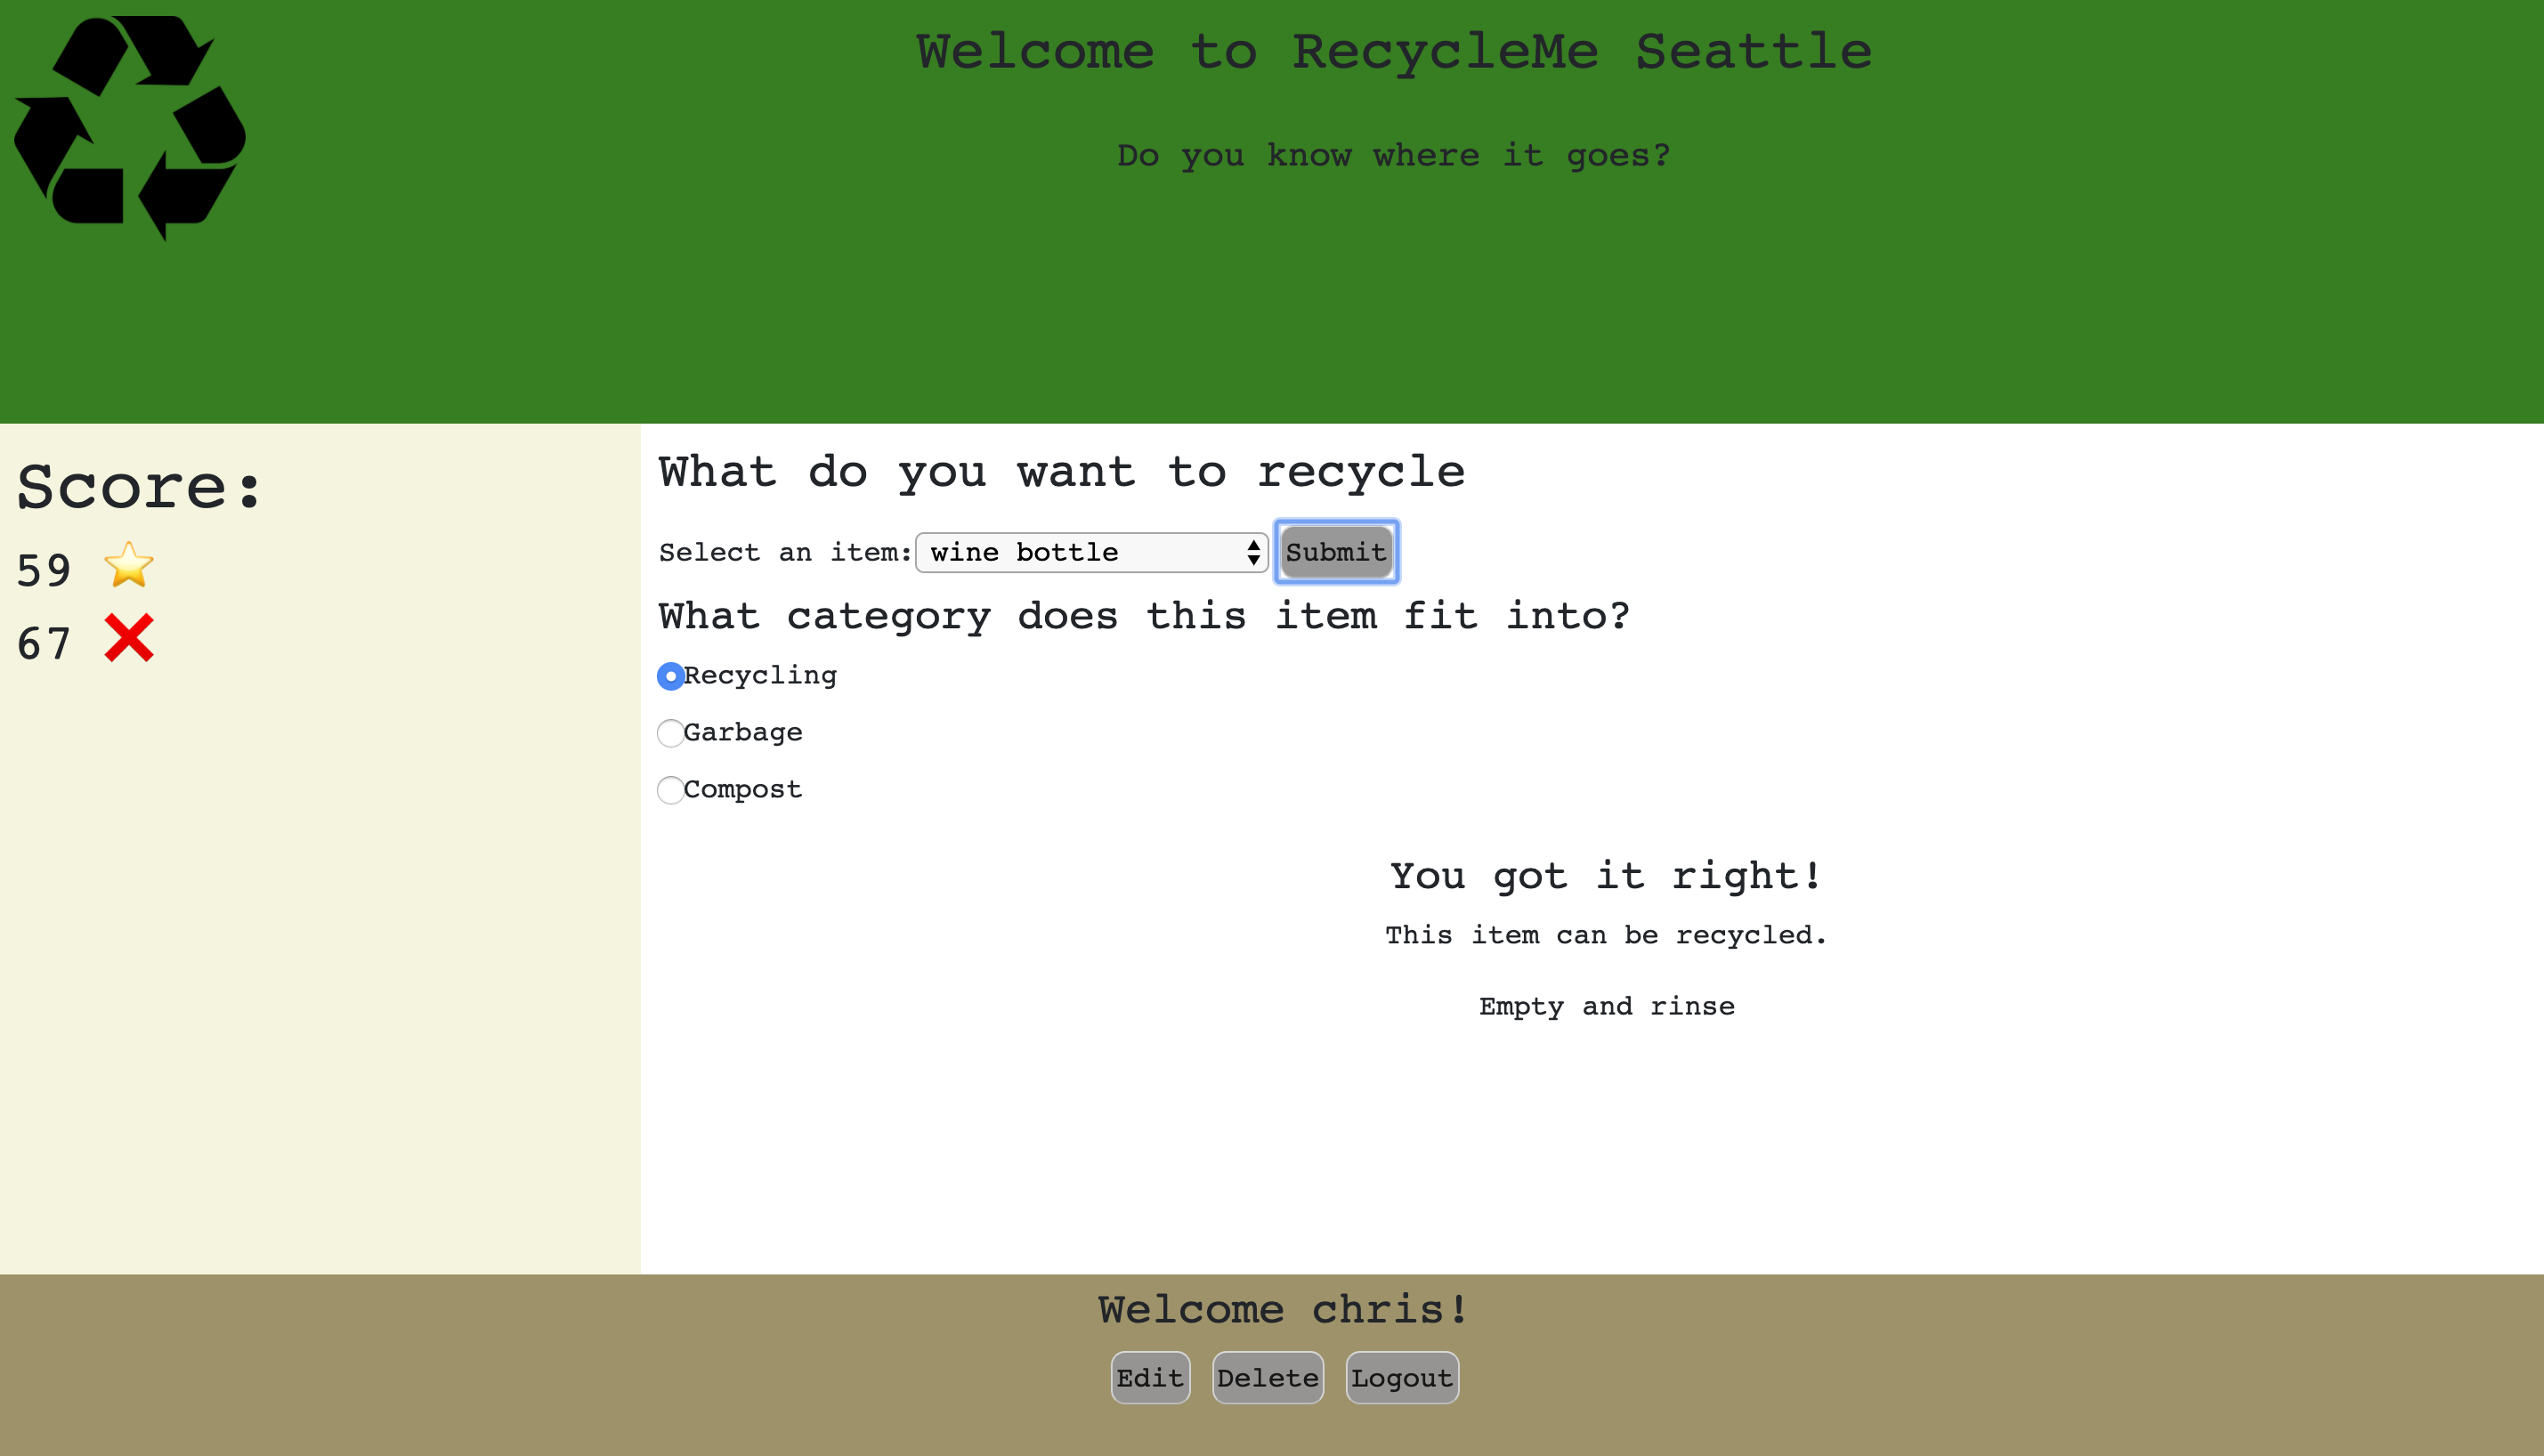 Welcome to RecycleMe Seattle
Do you know where it goes?
Score:
59
67
What do you want to recycle
Select an item: wine bottle Submit
What category does this item fit into?
Recycling
Garbage
Compost
You got it right!
This item can be recycled.
Empty and rinse
Welcome chris!
Edit Delete Logout